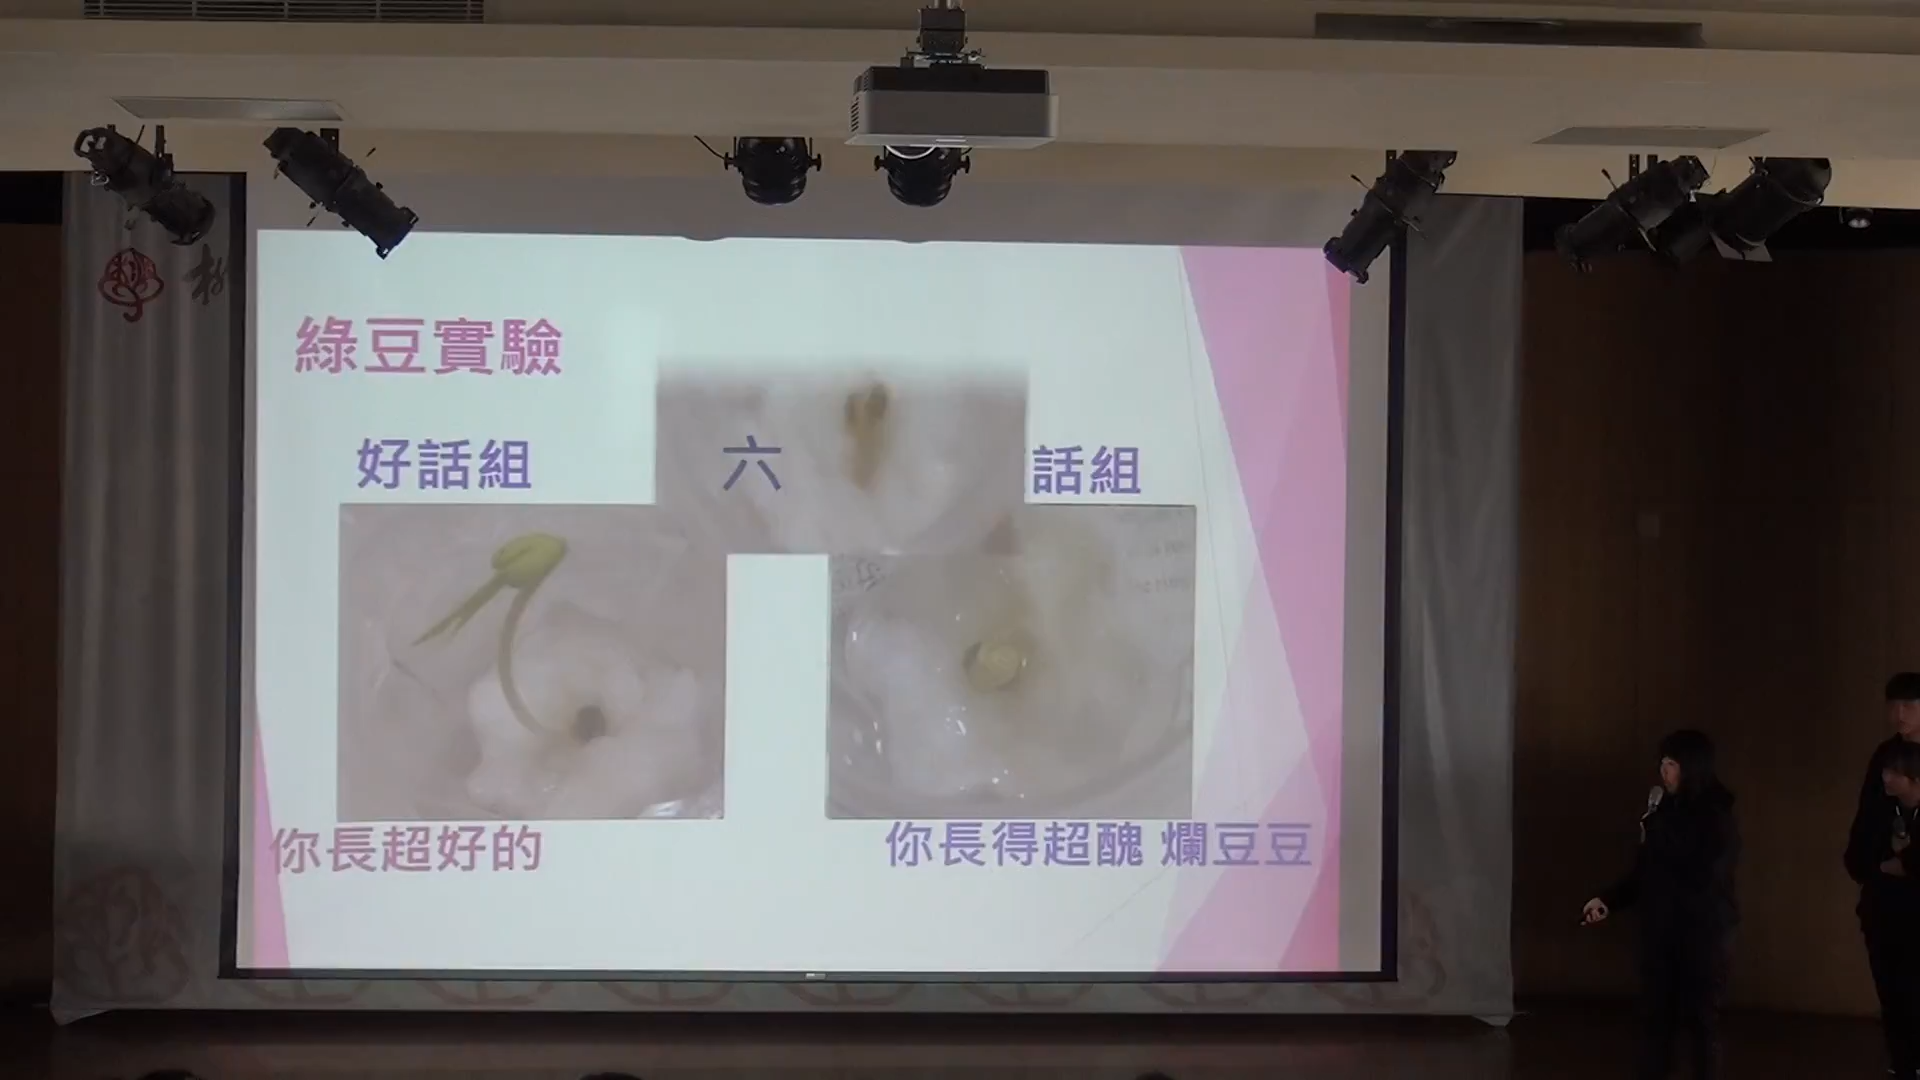 綠豆實驗
好話組
六
話組
你長超好的
你長得超醜 爛豆豆